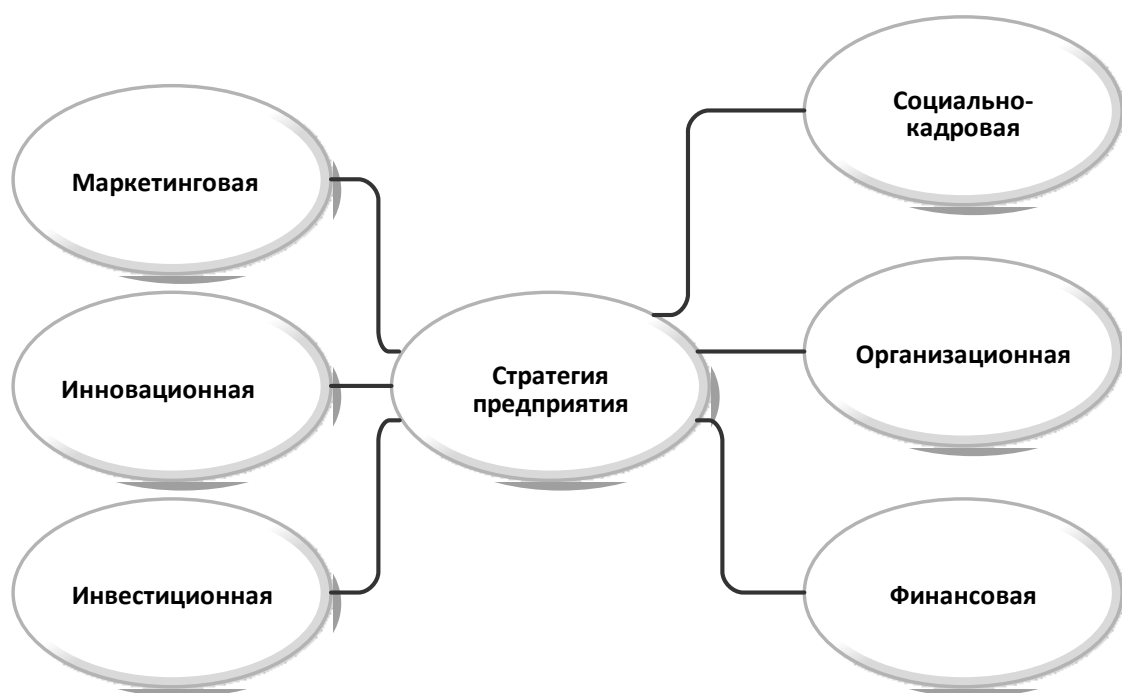 Социально-
кадровая
Маркетинговая
Организационная
Стратегия
предприятия
Инновационная
Инвестиционная
Финансовая